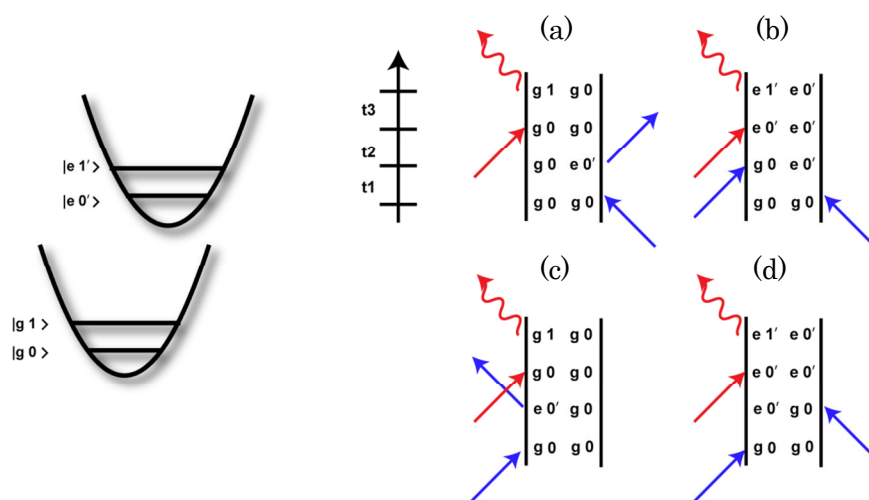 (a)
(b)
t3
t2
t1
g 1 g 0
g 0 g 0
g 0 e 0′
g 0 g 0
e 1′ e 0′
e 0′ e 0′
g 0 e 0′
g 0 g 0
|e 1′ >
|e 0′>
|g 1 >
|g 0 >
(c)
(d)
g 1 g 0
g 0 g 0
e 0′ g 0
g 0 g 0
e 1′ e 0′
e 0′ e 0′
e 0′ g 0
g 0 g 0